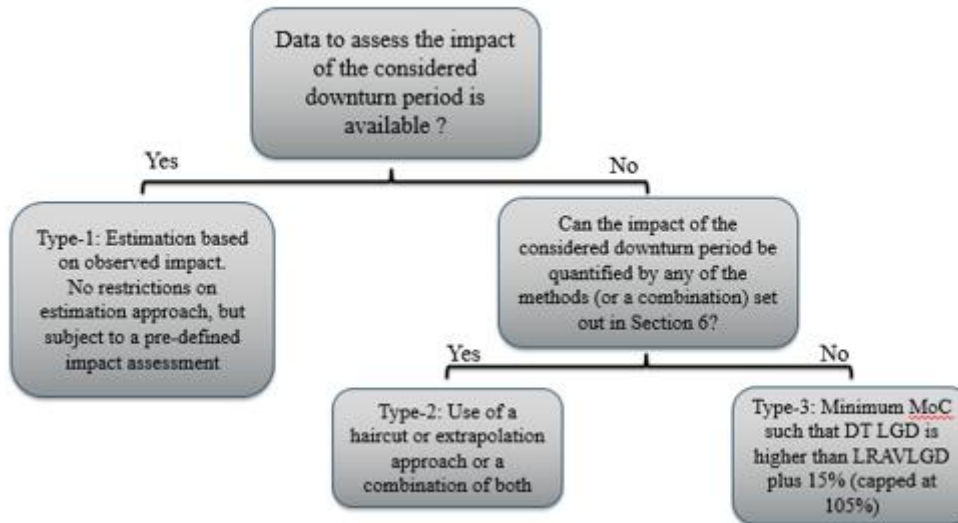 Data to assess the impact
of the considered
downturn period is
available ?
Yes
No
Type-1: Estimation based
on observed impact.
No restrictions on
estimation approach, but
subject to a pre-defined
impact assessment
Can the impact of the
considered downturn period be
quantified by any of the
methods (or a combination) set
out in Section 6?
Yes
No
Type-2: Use of a
haircut or extrapolation
approach or a
combination of both
Type-3: Minimum MoC
such that DT LGD is
higher than LRAVLGD
plus 15% (capped at
105%)